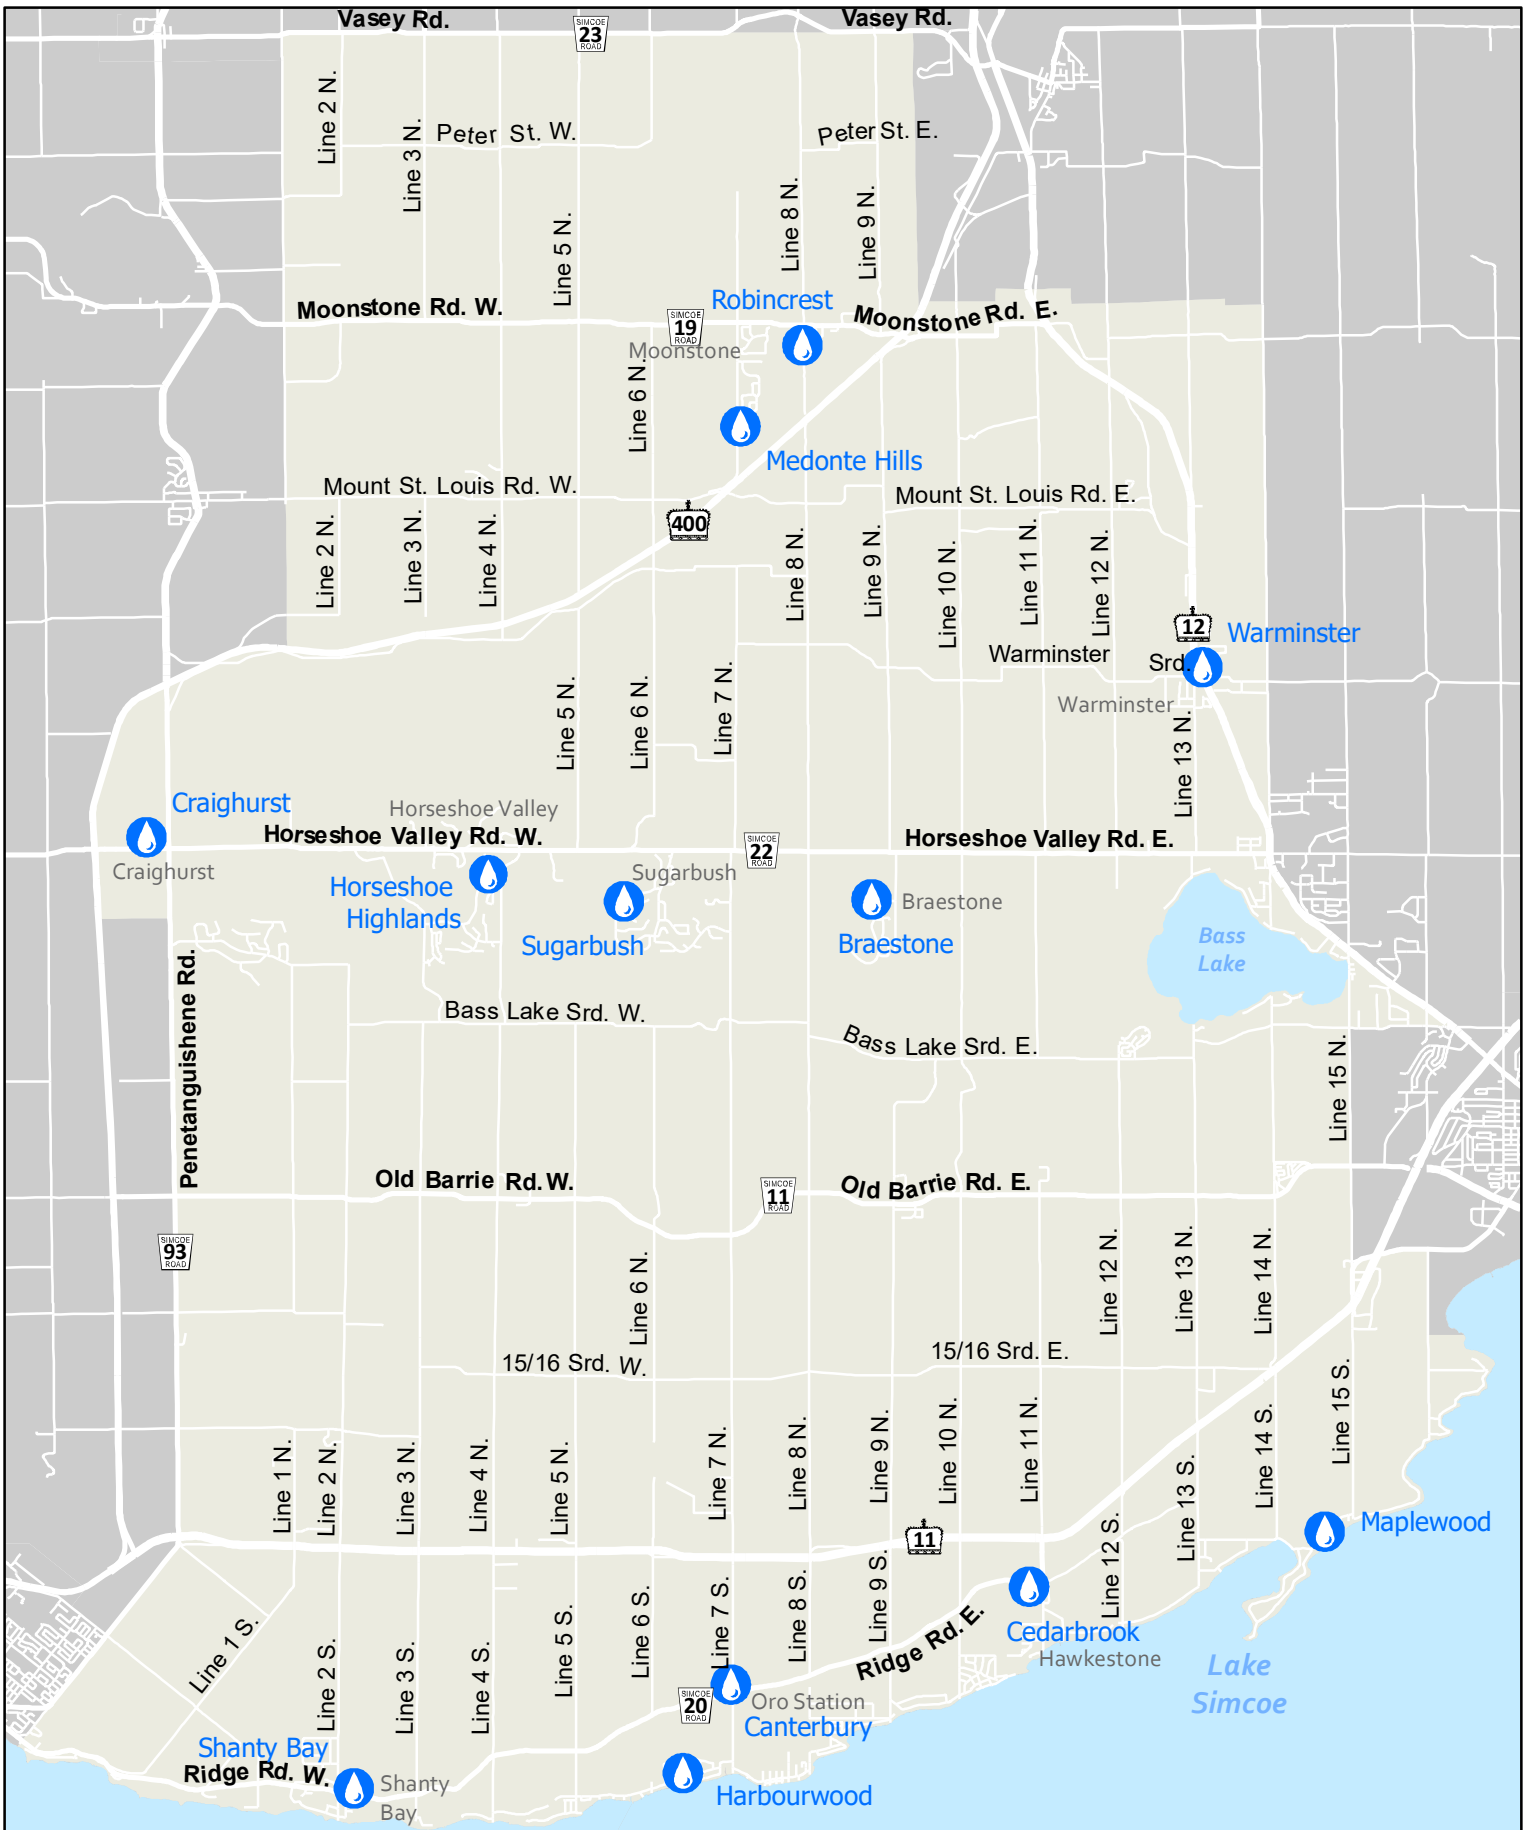 Vasey Rd.
SIMCOE
23
ROAD
Vasey Rd.
Line 2 N.
Line 3 N.
Peter St. W.
Peter St. E.
Line 5 N.
Line 8 N.
Line 9 N.
Moonstone Rd. W.
Robincrest
SIMCOE
19
ROAD
Moonstone Rd. E.
Moonstone
Line 6 N.
Medonte Hills
Mount St. Louis Rd. W.
Mount St. Louis Rd. E.
400
Line 2 N.
Line 3 N.
Line 4 N.
Line 8 N.
Line 9 N.
Line 10 N.
Line 11 N.
Line 12 N.
12
Warminster
Warminster Srd.
Warminster
Line 5 N.
Line 6 N.
Line 7 N.
Line 13 N.
Craighurst
Horseshoe Valley
Horseshoe Valley Rd. W.
SIMCOE
22
ROAD
Horseshoe Valley Rd. E.
Craighurst
Horseshoe
Highlands
Sugarbush
Sugarbush
Braestone
Braestone
Bass
Lake
Penetanguishene Rd.
Bass Lake Srd. W.
Bass Lake Srd. E.
Line 15 N.
Old Barrie Rd. W.
SIMCOE
11
ROAD
Old Barrie Rd. E.
SIMCOE
93
ROAD
Line 6 N.
Line 12 N.
Line 13 N.
Line 14 N.
15/16 Srd. W.
15/16 Srd. E.
Line 1 N.
Line 2 N.
Line 3 N.
Line 4 N.
Line 5 N.
Line 7 N.
Line 8 N.
Line 9 N.
Line 10 N.
Line 11 N.
Line 13 S.
Line 14 S.
Line 15 S.
Maplewood
11
Line 1 S.
Line 2 S.
Line 3 S.
Line 4 S.
Line 5 S.
Line 6 S.
Line 7 S.
Line 8 S.
Line 9 S.
Line 12 S.
Ridge Rd. E.
Cedarbrook
Hawkestone
Lake
Simcoe
SIMCOE
20
ROAD
Oro Station
Canterbury
Shanty Bay
Ridge Rd. W.
Shanty
Bay
Harbourwood